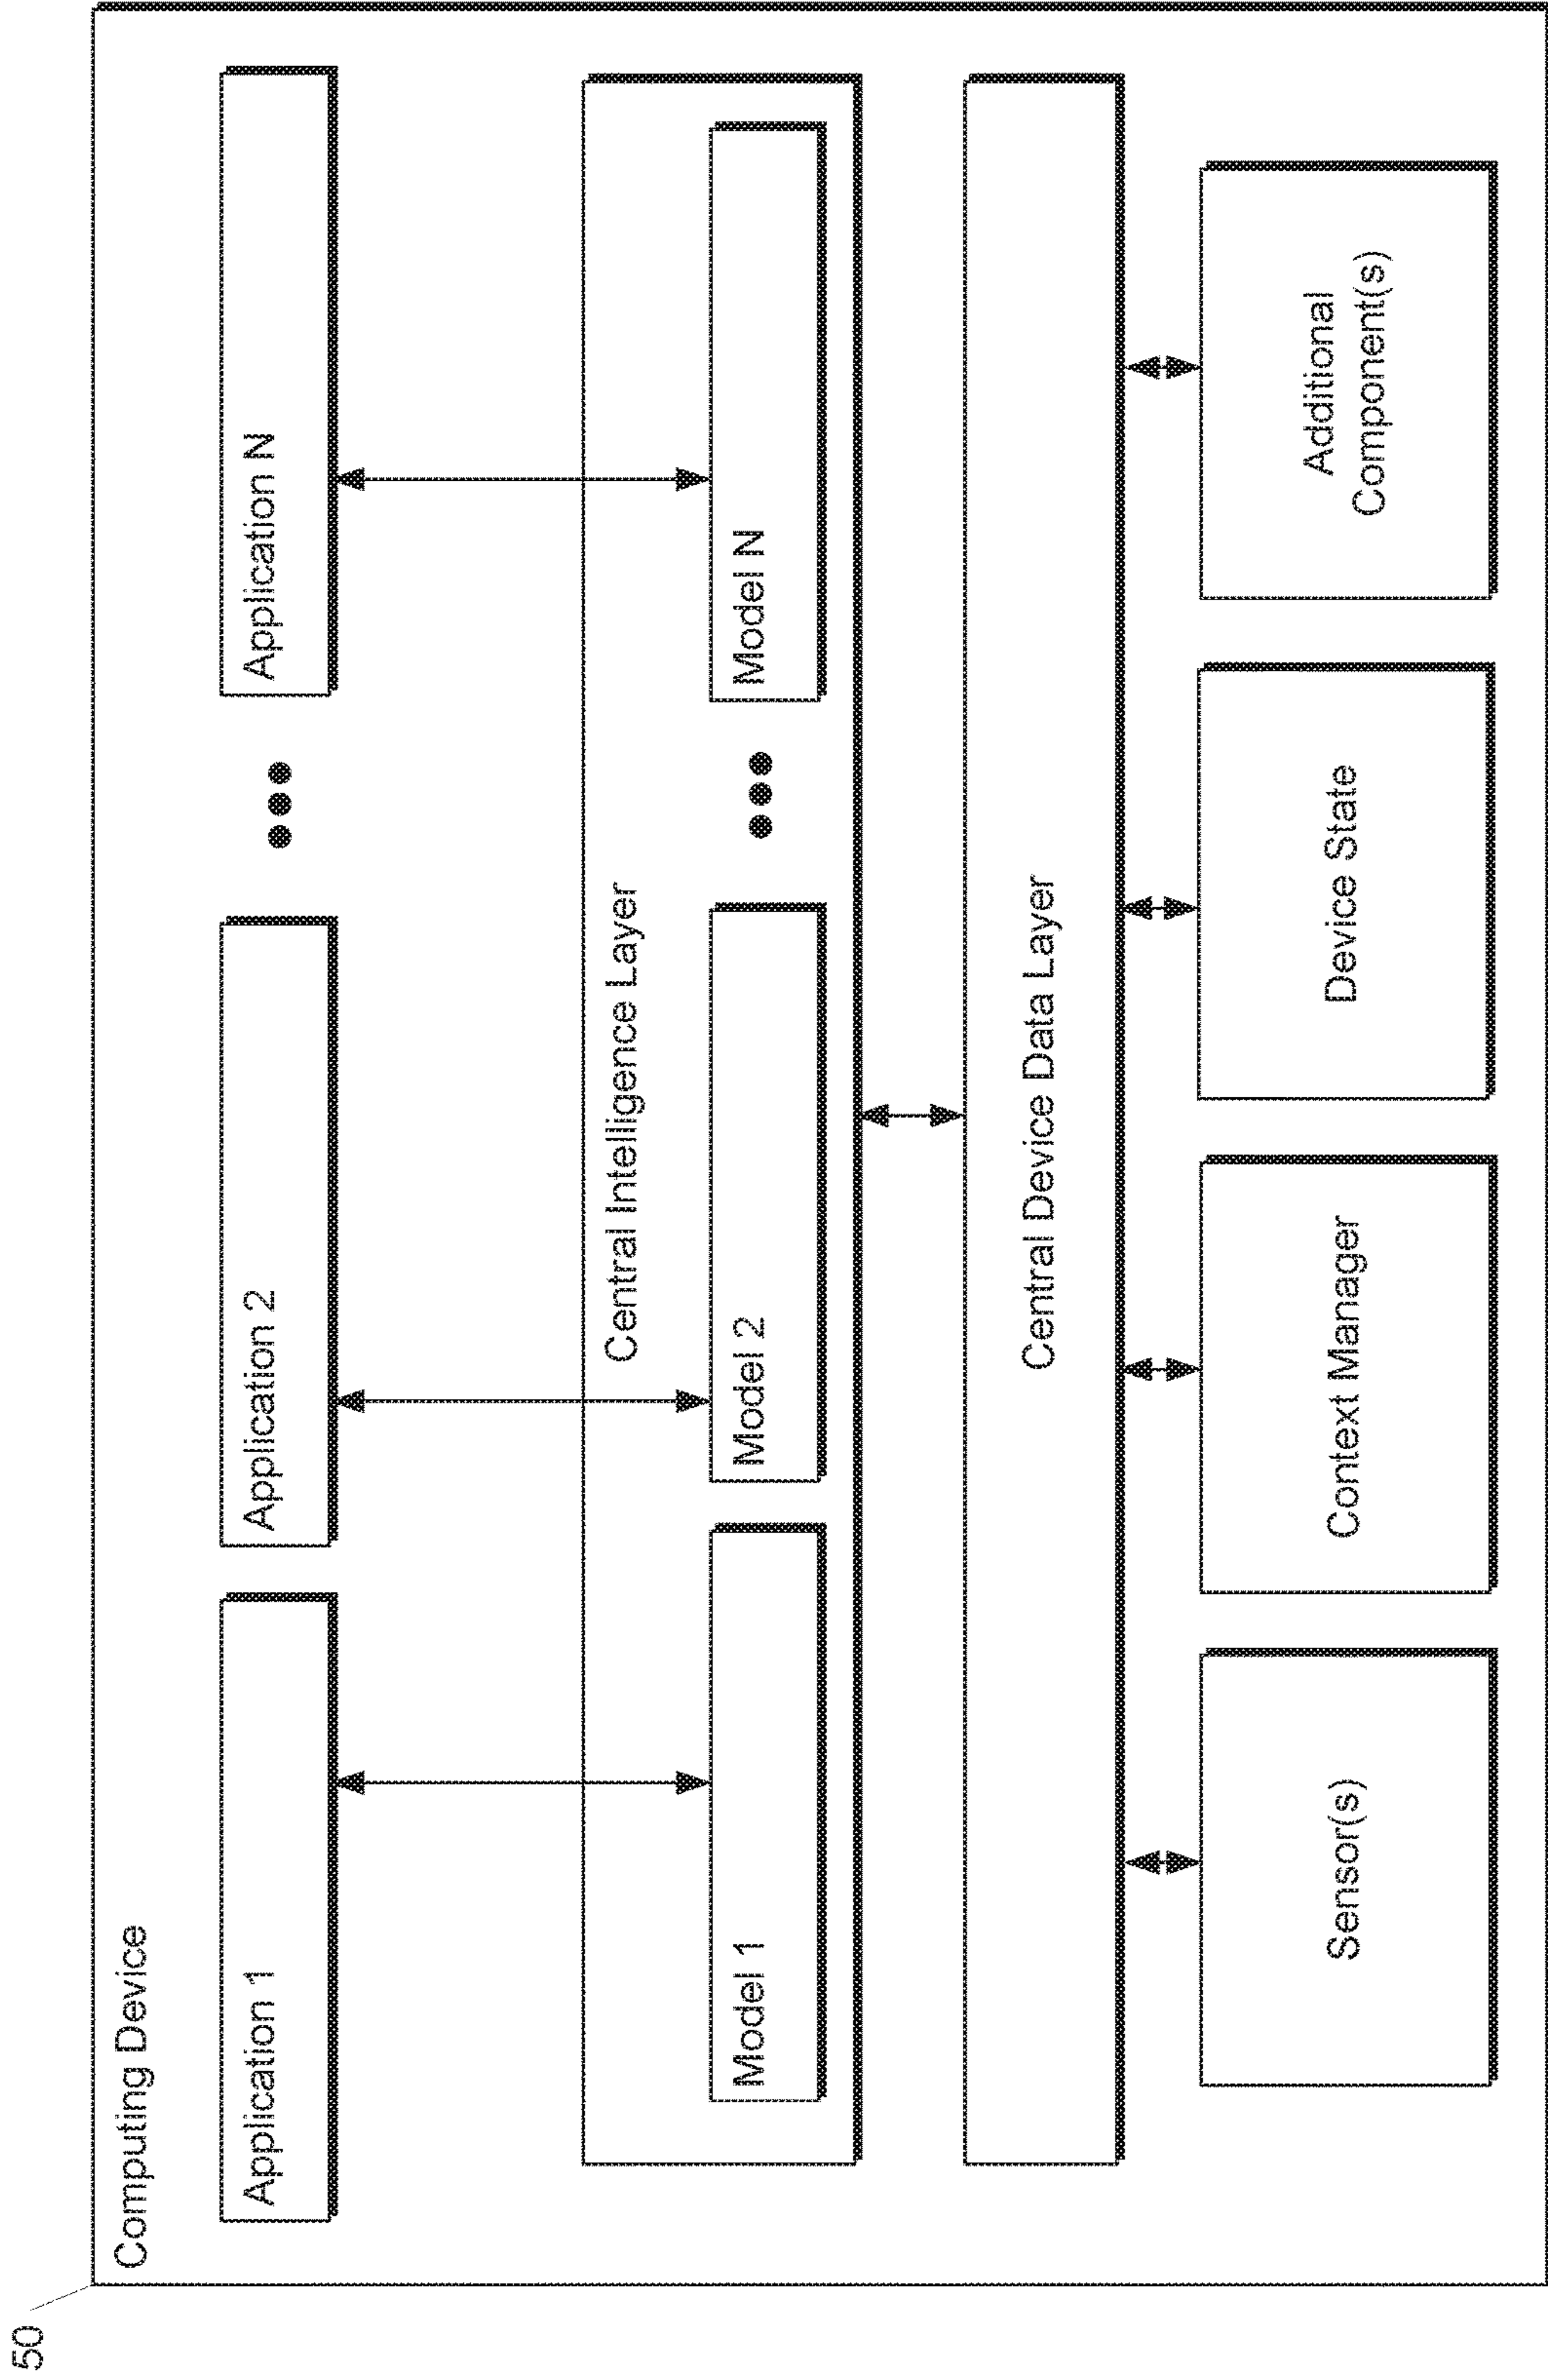 50
Computing Device
Application 1
Application 2
Application N
Central Intelligence Layer
Model 1
Model 2
Model N
Central Device Data Layer
Sensor(s)
Context Manager
Device State
Additional
Component(s)